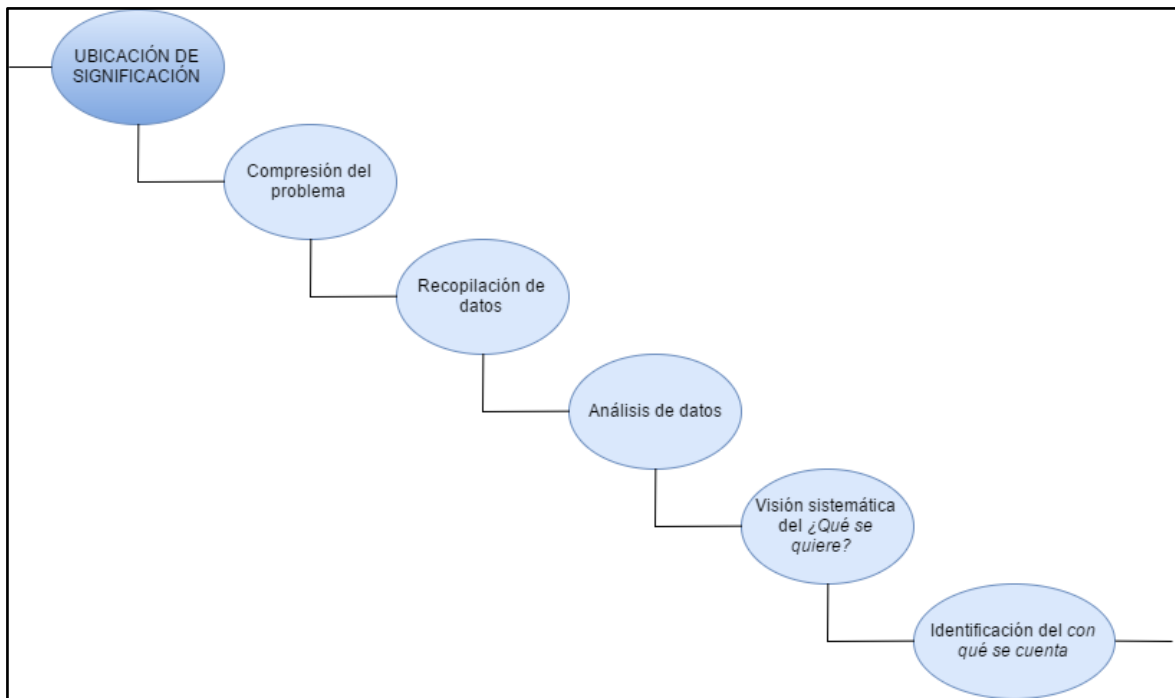 UBICACIÓN DE
SIGNIFICACIÓN
Compresión del
problema
Recopilación de
datos
Análisis de datos
Visión sistemática
del ¿Qué se
quiere?
Identificación del con
qué se cuenta